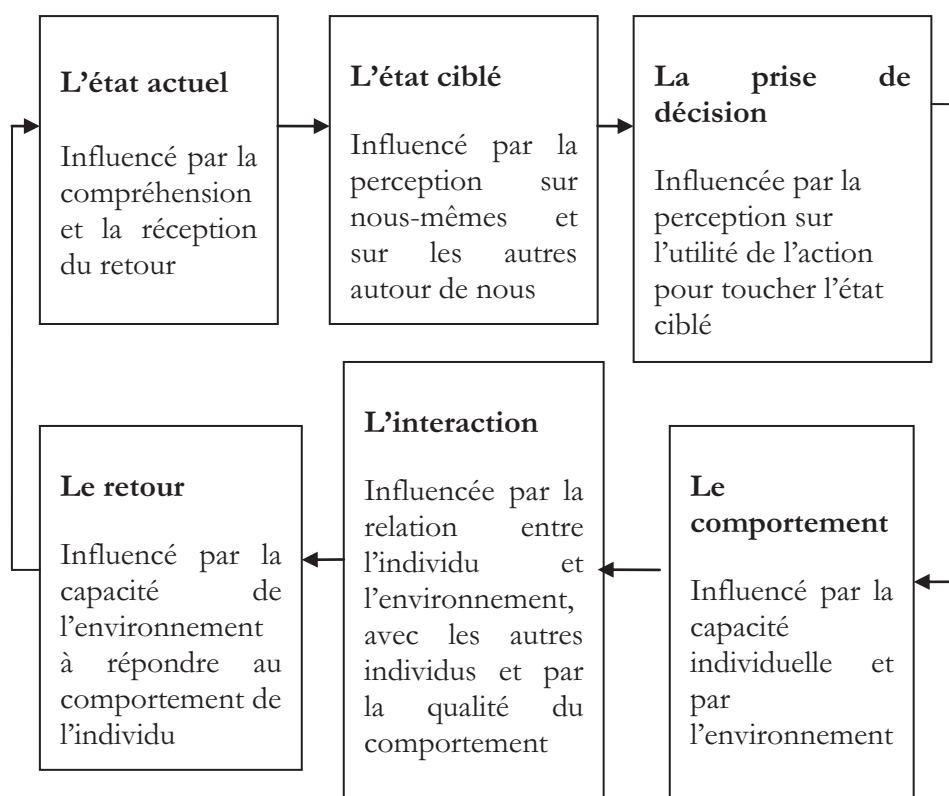 L’état actuel
Influencé par la
compréhension
et la réception
du retour
L’état ciblé
Influencé par la
perception sur
nous-mêmes et
sur les autres
autour de nous
La prise de
décision
Influencée par la
perception sur
l’utilité de l’action
pour toucher l’état
ciblé
Le retour
Influencé par la
capacité de
l’environnement
à répondre au
comportement de
l’individu
L’interaction
Influencée par la
relation entre
l’individu et
l’environnement,
avec les autres
individus et par
la qualité du
comportement
Le
comportement
Influencé par la
capacité
individuelle et
par
l’environnement